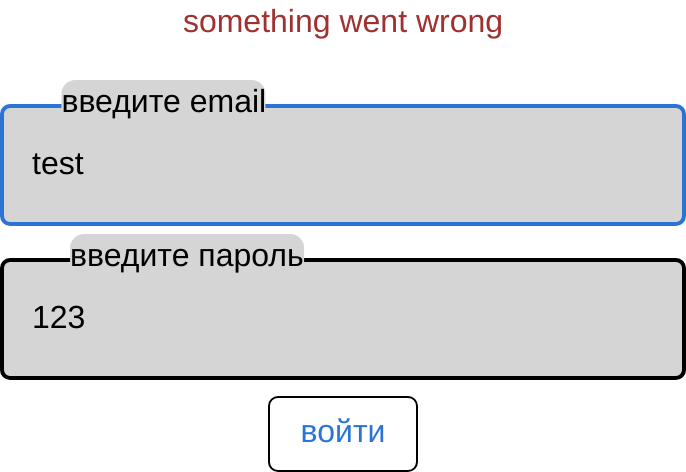 something went wrong
введите email
test
введите пароль
123
войти